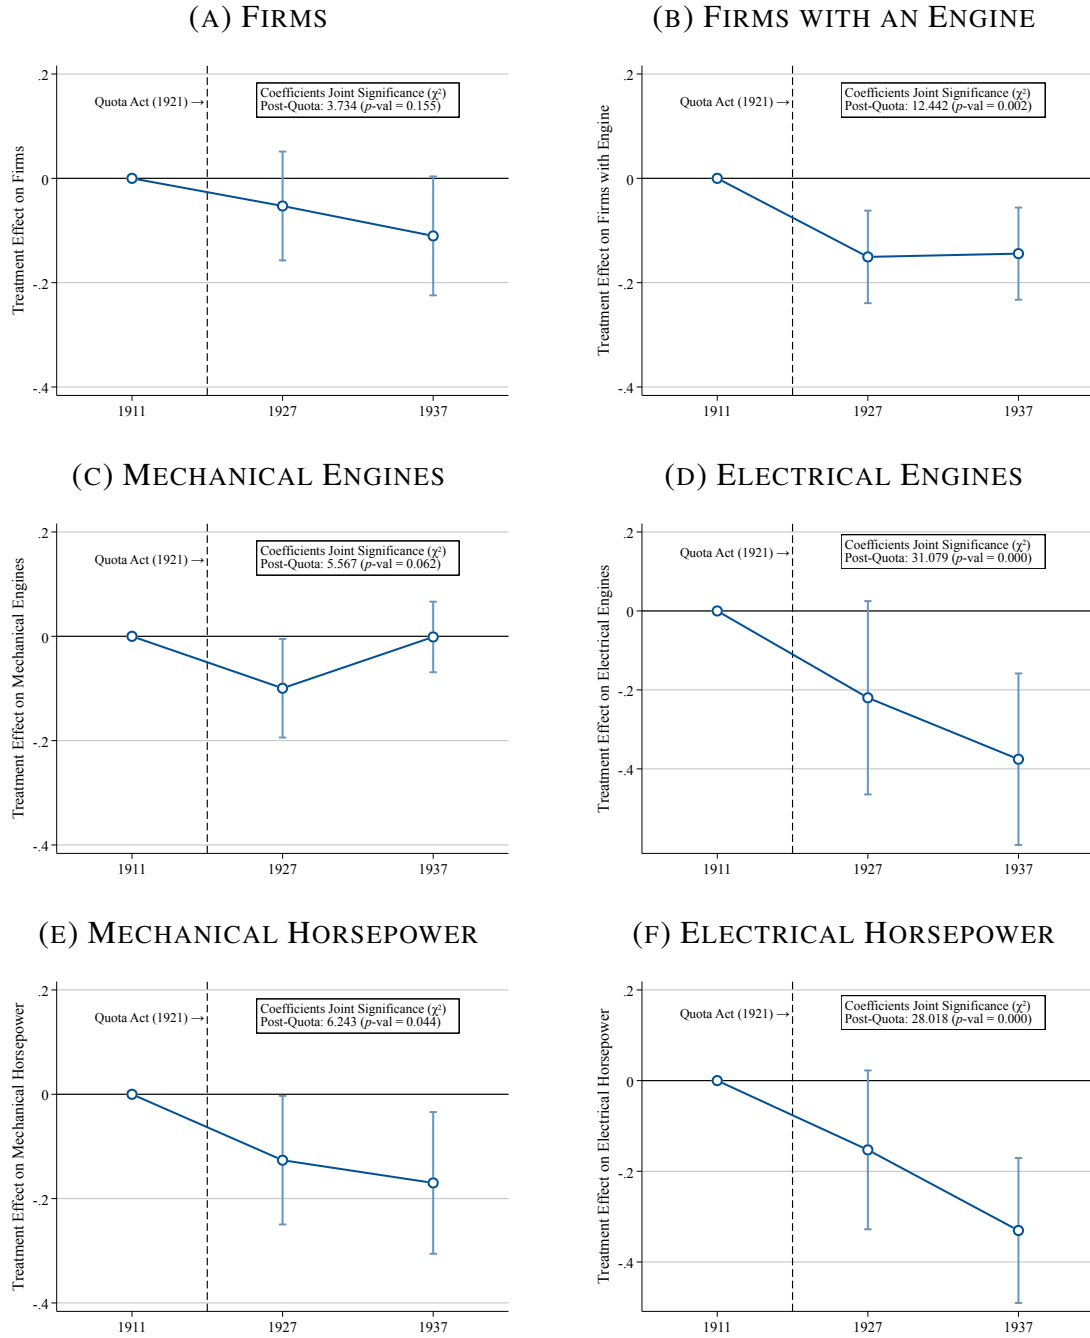 (A) FIRMS
Treatment Effect on Firms
.2
0
-.2
-.4
Quota Act (1921) →
Coefficients Joint Significance (χ²)
Post-Quota: 3.734 (p-val = 0.155)
1911 1927 1937
(B) FIRMS WITH AN ENGINE
Treatment Effect on Firms with Engine
.2
0
-.2
-.4
Quota Act (1921) →
Coefficients Joint Significance (χ²)
Post-Quota: 12.442 (p-val = 0.002)
1911 1927 1937
(C) MECHANICAL ENGINES
Treatment Effect on Mechanical Engines
.2
0
-.2
-.4
Quota Act (1921) →
Coefficients Joint Significance (χ²)
Post-Quota: 5.567 (p-val = 0.062)
1911 1927 1937
(D) ELECTRICAL ENGINES
Treatment Effect on Electrical Engines
.2
0
-.2
-.4
Quota Act (1921) →
Coefficients Joint Significance (χ²)
Post-Quota: 31.079 (p-val = 0.000)
1911 1927 1937
(E) MECHANICAL HORSEPOWER
Treatment Effect on Mechanical Horsepower
.2
0
-.2
-.4
Quota Act (1921) →
Coefficients Joint Significance (χ²)
Post-Quota: 6.243 (p-val = 0.044)
1911 1927 1937
(F) ELECTRICAL HORSEPOWER
Treatment Effect on Electrical Horsepower
.2
0
-.2
-.4
Quota Act (1921) →
Coefficients Joint Significance (χ²)
Post-Quota: 28.018 (p-val = 0.000)
1911 1927 1937